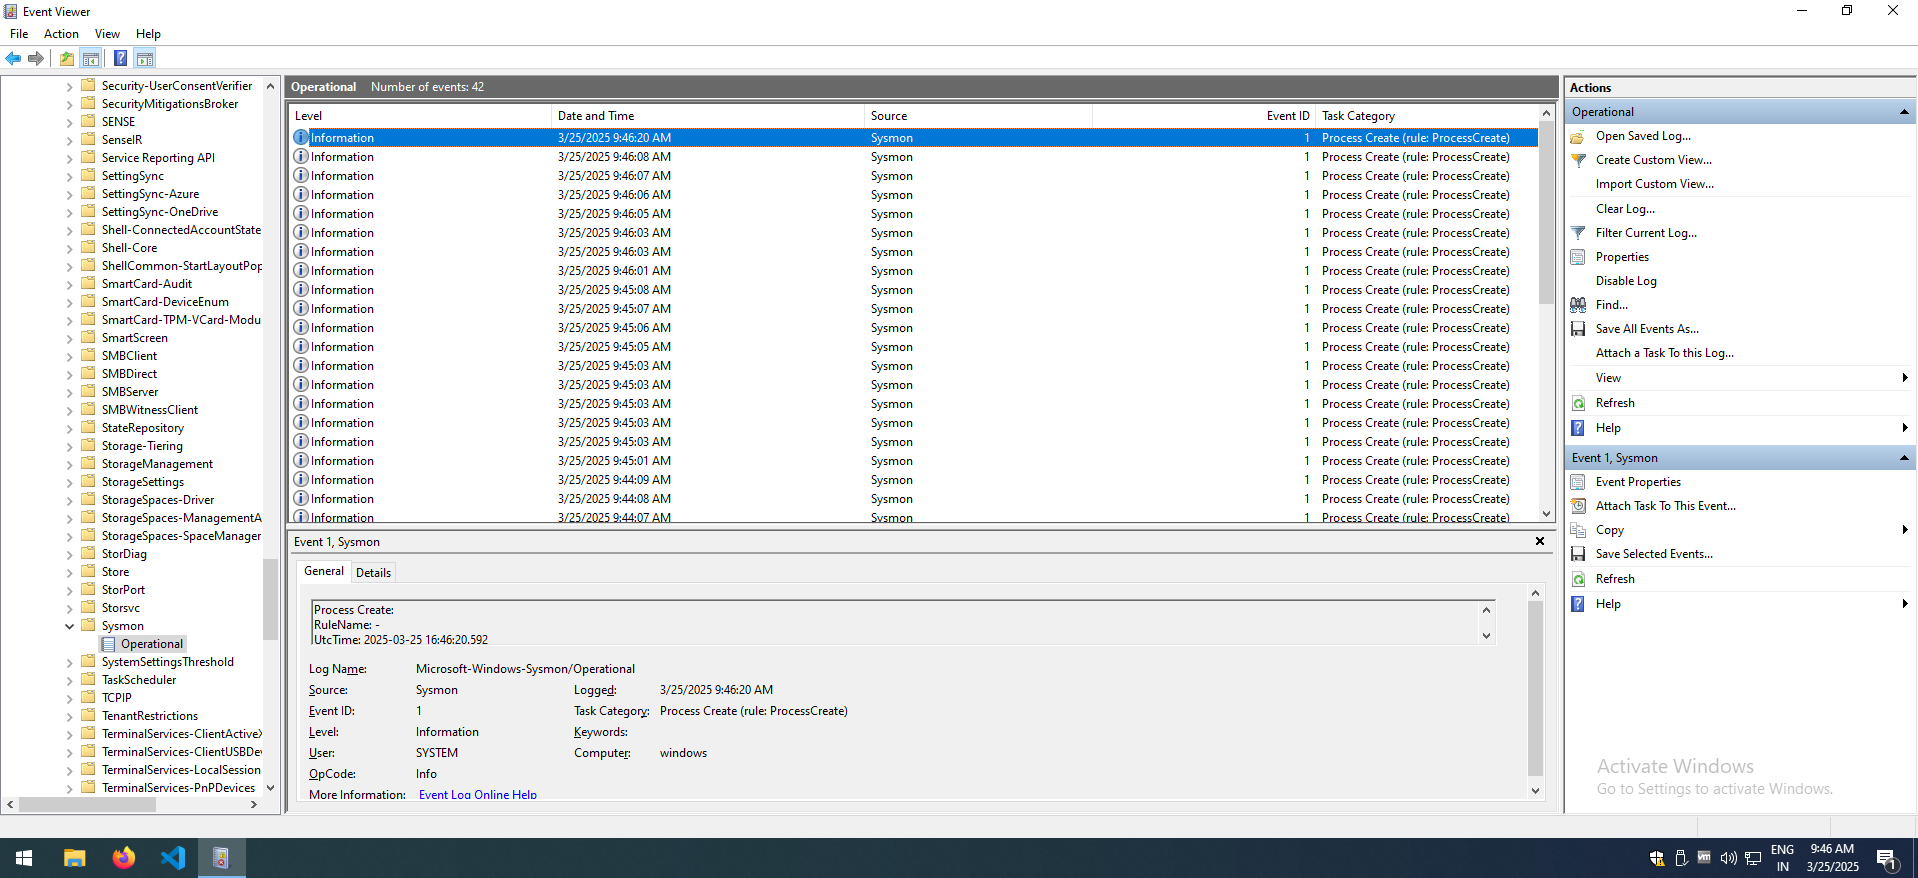 Event Viewer
File Action View Help
Security-UserConsentVerifier
SecurityMitigationsBroker
SENSE
SenseIR
Service Reporting API
SettingSync
SettingSync-Azure
SettingSync-OneDrive
Shell-ConnectedAccountState
Shell-Core
ShellCommon-StartLayoutPop
SmartCard-Audit
SmartCard-DeviceEnum
SmartCard-TPM-VCard-Modu
SmartScreen
SMBClient
SMBDirect
SMBServer
SMBWitnessClient
StateRepository
Storage-Tiering
StorageManagement
StorageSettings
StorageSpaces-Driver
StorageSpaces-ManagementA
StorageSpaces-SpaceManager
StorDiag
Store
StorPort
Storsvc
Sysmon
Operational
SystemSettingsThreshold
TaskScheduler
TCPIP
TenantRestrictions
TerminalServices-ClientActiveX
TerminalServices-ClientUSBDev
TerminalServices-LocalSession
TerminalServices-PnPDevices
Operational Number of events: 42
Level Date and Time Source Event ID Task Category
Information 3/25/2025 9:46:20 AM Sysmon 1 Process Create (rule: ProcessCreate)
Information 3/25/2025 9:46:08 AM Sysmon 1 Process Create (rule: ProcessCreate)
Information 3/25/2025 9:46:07 AM Sysmon 1 Process Create (rule: ProcessCreate)
Information 3/25/2025 9:46:06 AM Sysmon 1 Process Create (rule: ProcessCreate)
Information 3/25/2025 9:46:05 AM Sysmon 1 Process Create (rule: ProcessCreate)
Information 3/25/2025 9:46:03 AM Sysmon 1 Process Create (rule: ProcessCreate)
Information 3/25/2025 9:46:03 AM Sysmon 1 Process Create (rule: ProcessCreate)
Information 3/25/2025 9:46:01 AM Sysmon 1 Process Create (rule: ProcessCreate)
Information 3/25/2025 9:45:08 AM Sysmon 1 Process Create (rule: ProcessCreate)
Information 3/25/2025 9:45:07 AM Sysmon 1 Process Create (rule: ProcessCreate)
Information 3/25/2025 9:45:06 AM Sysmon 1 Process Create (rule: ProcessCreate)
Information 3/25/2025 9:45:05 AM Sysmon 1 Process Create (rule: ProcessCreate)
Information 3/25/2025 9:45:03 AM Sysmon 1 Process Create (rule: ProcessCreate)
Information 3/25/2025 9:45:03 AM Sysmon 1 Process Create (rule: ProcessCreate)
Information 3/25/2025 9:45:03 AM Sysmon 1 Process Create (rule: ProcessCreate)
Information 3/25/2025 9:45:03 AM Sysmon 1 Process Create (rule: ProcessCreate)
Information 3/25/2025 9:45:03 AM Sysmon 1 Process Create (rule: ProcessCreate)
Information 3/25/2025 9:45:01 AM Sysmon 1 Process Create (rule: ProcessCreate)
Information 3/25/2025 9:44:09 AM Sysmon 1 Process Create (rule: ProcessCreate)
Information 3/25/2025 9:44:08 AM Sysmon 1 Process Create (rule: ProcessCreate)
Information 3/25/2025 9:44:07 AM Sysmon 1 Process Create (rule: ProcessCreate)
Event 1, Sysmon
General Details
Process Create:
RuleName: -
UtcTime: 2025-03-25 16:46:20.592
Log Name: Microsoft-Windows-Sysmon/Operational
Source: Sysmon Logged: 3/25/2025 9:46:20 AM
Event ID: 1 Task Category: Process Create (rule: ProcessCreate)
Level: Information Keywords:
User: SYSTEM Computer: windows
OpCode: Info
More Information: Event Log Online Help
Actions
Operational
Open Saved Log...
Create Custom View...
Import Custom View...
Clear Log...
Filter Current Log...
Properties
Disable Log
Find...
Save All Events As...
Attach a Task To this Log...
View
Refresh
Help
Event 1, Sysmon
Event Properties
Attach Task To This Event...
Copy
Save Selected Events...
Refresh
Help
Activate Windows
Go to Settings to activate Windows.
vm
ENG
IN
9:46 AM
3/25/2025
1